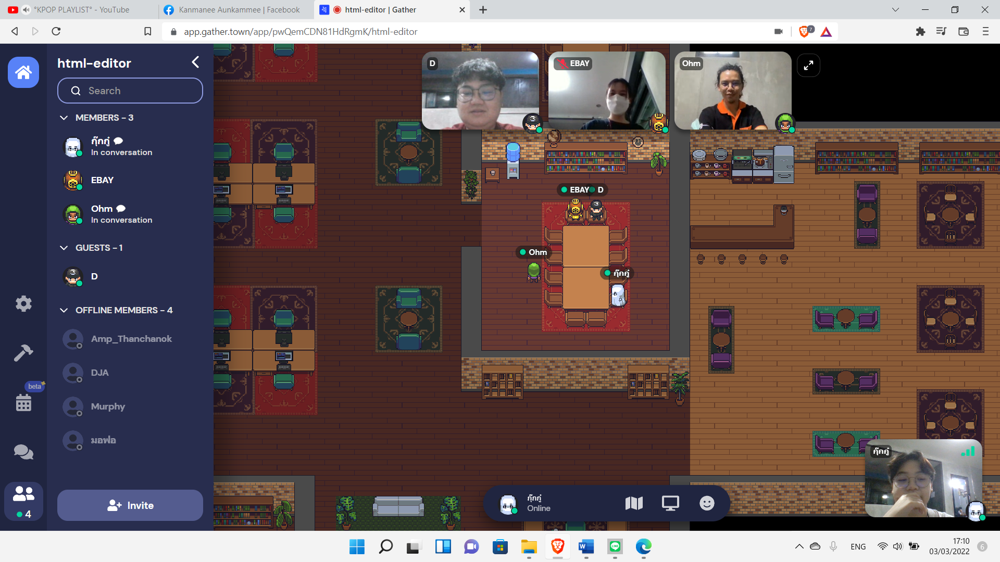 °KPOP PLAYLIST° - YouTube
Kanmanee Aunkammee | Facebook
html-editor | Gather
app.gather.town/app/pwQemCDN81HdRgmK/html-editor
7
html-editor
Search
MEMBERS – 3
กุ๊กกู๋
In conversation
EBAY
Ohm
In conversation
GUESTS – 1
D
OFFLINE MEMBERS – 4
Amp_Thanchanok
DJA
beta
Murphy
มอฟอ
Invite
4
D
EBAY
Ohm
EBAY
D
Ohm
กุ๊กกู๋
กุ๊กกู๋
กุ๊กกู๋
Online
ENG
17:10
03/03/2022
6